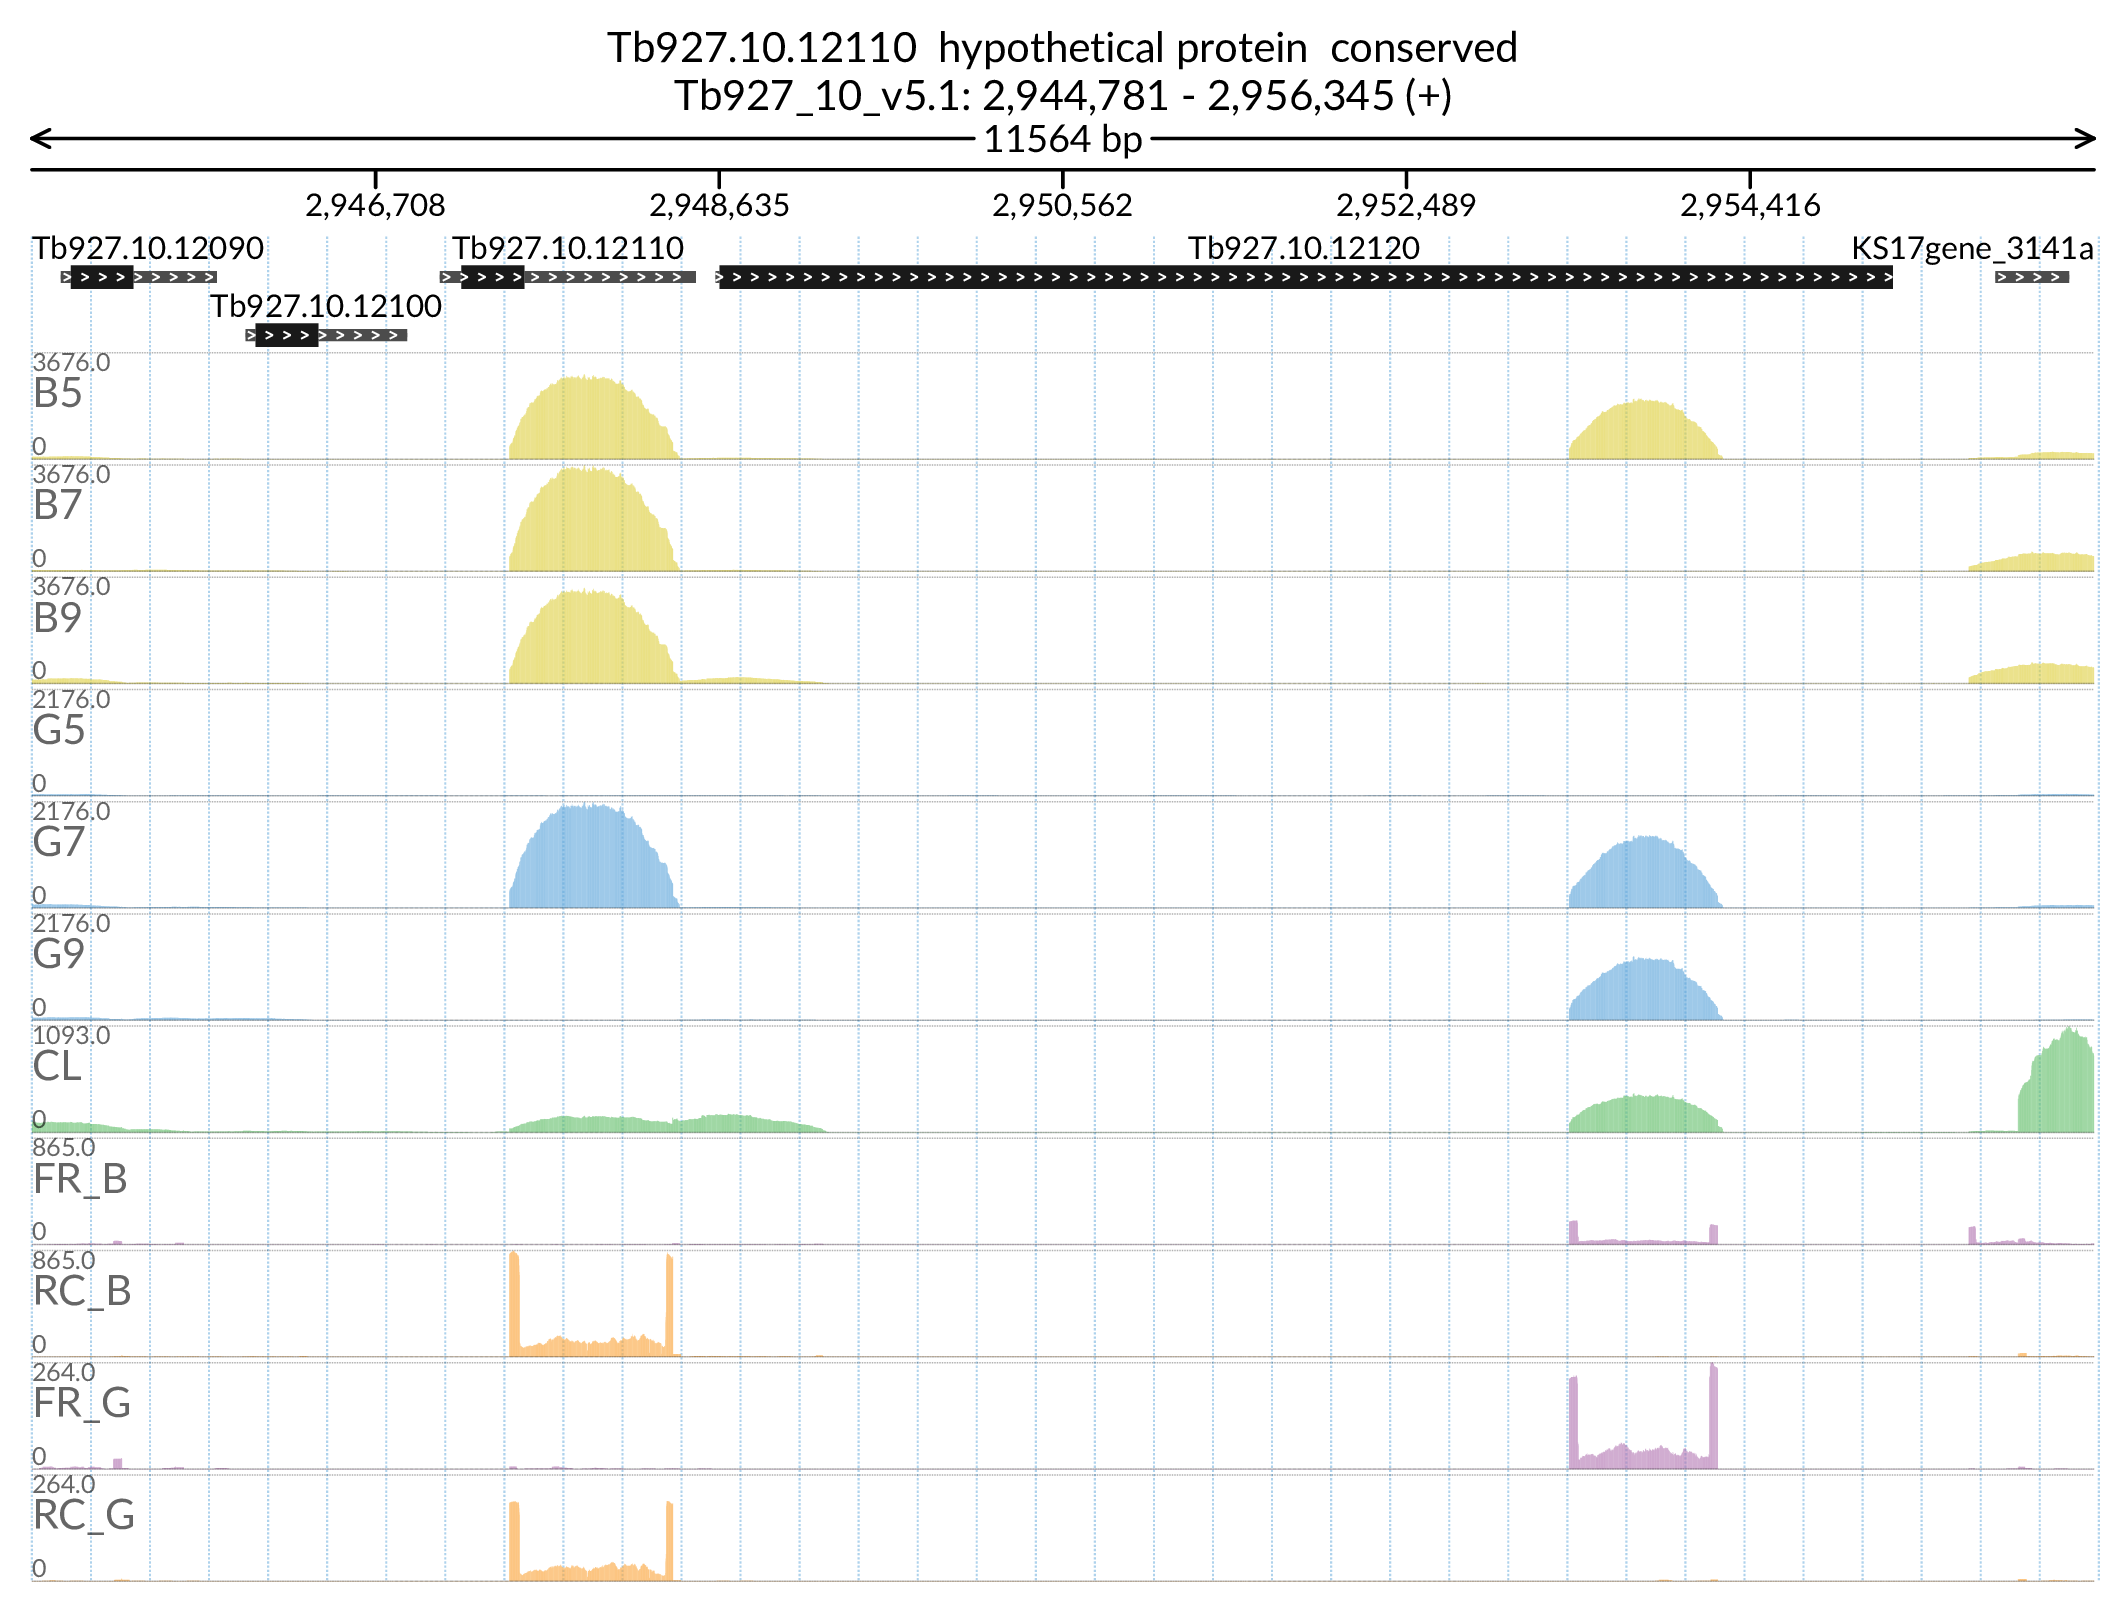 Tb927.10.12110  hypothetical protein  conserved
Tb927_10_v5.1: 2,944,781 - 2,956,345 (+)
11564 bp
2,946,708 2,948,635 2,950,562 2,952,489 2,954,416
Tb927.10.12090 Tb927.10.12110 Tb927.10.12120 KS17gene_3141a
Tb927.10.12100
3676.0
B5
0
3676.0
B7
0
3676.0
B9
0
2176.0
G5
0
2176.0
G7
0
2176.0
G9
0
1093.0
CL
0
865.0
FR_B
0
865.0
RC_B
0
264.0
FR_G
0
264.0
RC_G
0